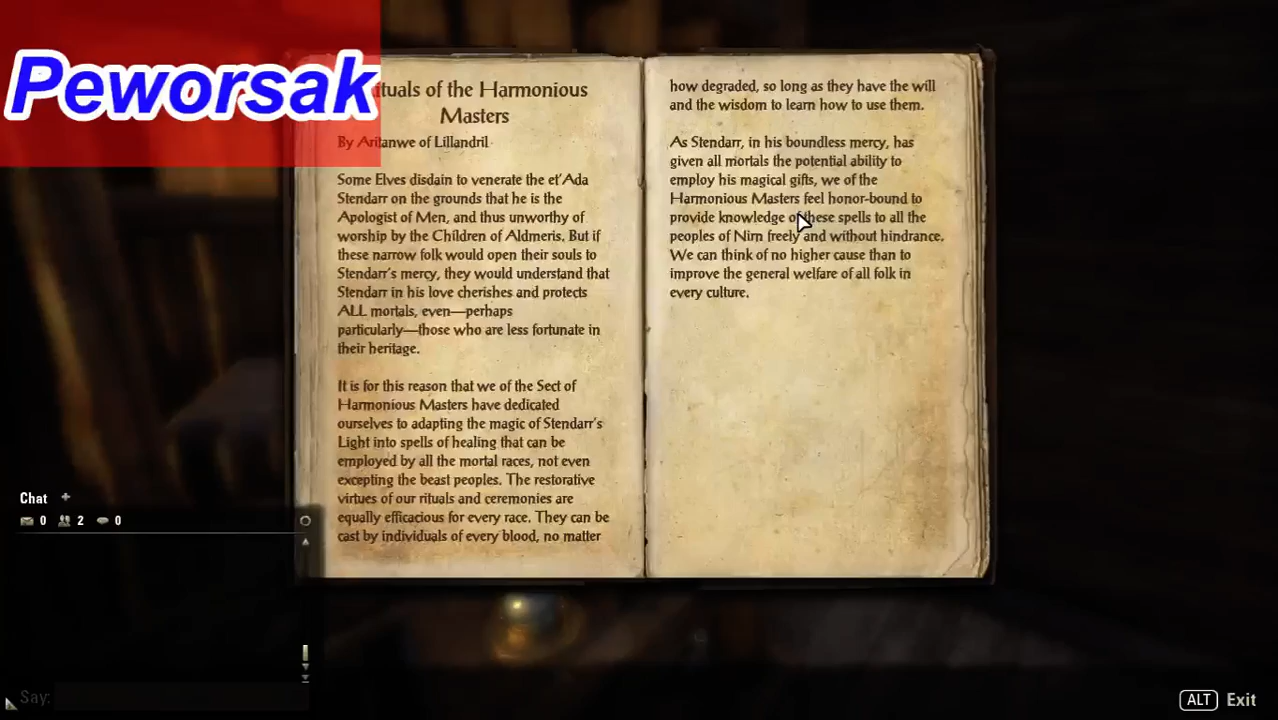 Peworsak
ituals of the Harmonious
Masters
By Aritanwe of Lillandril
Some Elves disdain to venerate the et'Ada
Stendarr on the grounds that he is the
Apologist of Men, and thus unworthy of
worship by the Children of Aldmeris. But if
these narrow folk would open their souls to
Stendarr's mercy, they would understand that
Stendarr in his love cherishes and protects
ALL mortals, even—perhaps
particularly—those who are less fortunate in
their heritage.
It is for this reason that we of the Sect of
Harmonious Masters have dedicated
ourselves to adapting the magic of Stendarr's
Light into spells of healing that can be
employed by all the mortal races, not even
excepting the beast peoples. The restorative
virtues of our rituals and ceremonies are
equally efficacious for every race. They can be
cast by individuals of every blood, no matter
how degraded, so long as they have the will
and the wisdom to learn how to use them.
As Stendarr, in his boundless mercy, has
given all mortals the potential ability to
employ his magical gifts, we of the
Harmonious Masters feel honor-bound to
provide knowledge of these spells to all the
peoples of Nirn freely and without hindrance.
We can think of no higher cause than to
improve the general welfare of all folk in
every culture.
Chat +
0 2 0
Say:
ALT Exit